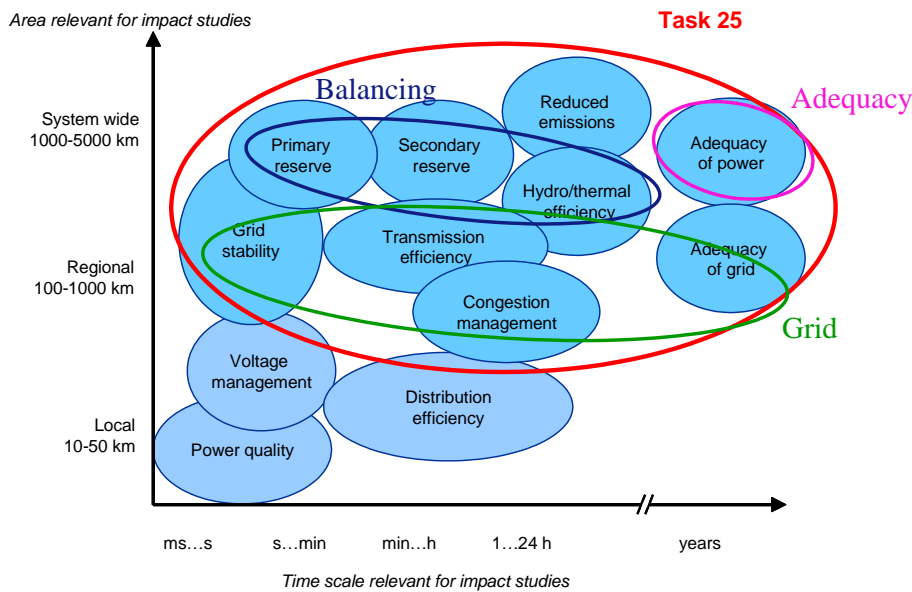 Area relevant for impact studies
Task 25
Balancing
Adequacy
System wide
1000-5000 km
Reduced
emissions
Primary
reserve
Secondary
reserve
Adequacy
of power
Hydro/thermal
efficiency
Grid
stability
Transmission
efficiency
Adequacy
of grid
Regional
100-1000 km
Congestion
management
Grid
Voltage
management
Distribution
efficiency
Local
10-50 km
Power quality
ms...s
s...min
min...h
1...24 h
years
Time scale relevant for impact studies